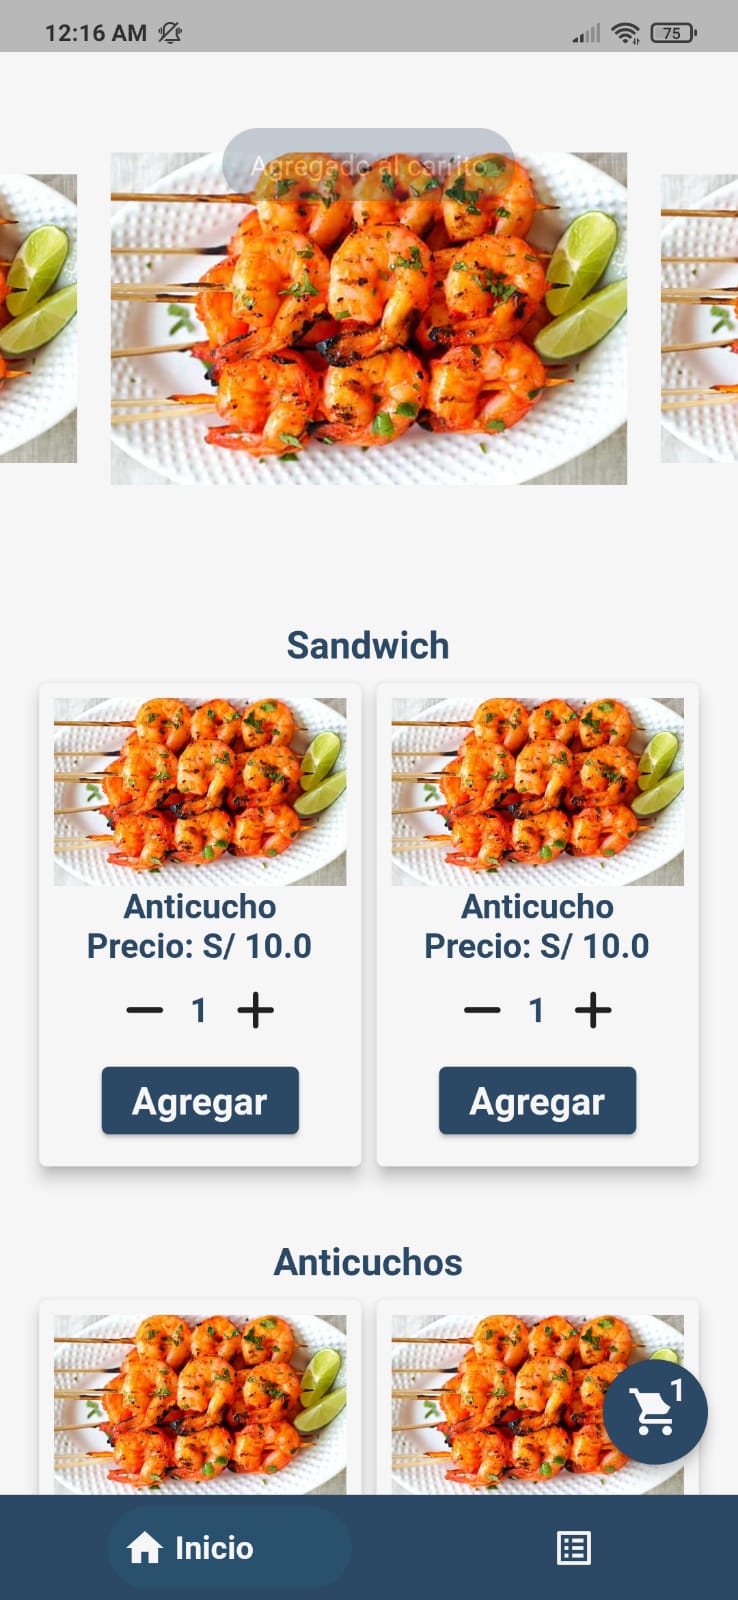 12:16 AM
75
Agregado al carrito
Sandwich
Anticucho
Precio: S/ 10.0
1
Agregar
Anticucho
Precio: S/ 10.0
1
Agregar
Anticuchos
1
Inicio